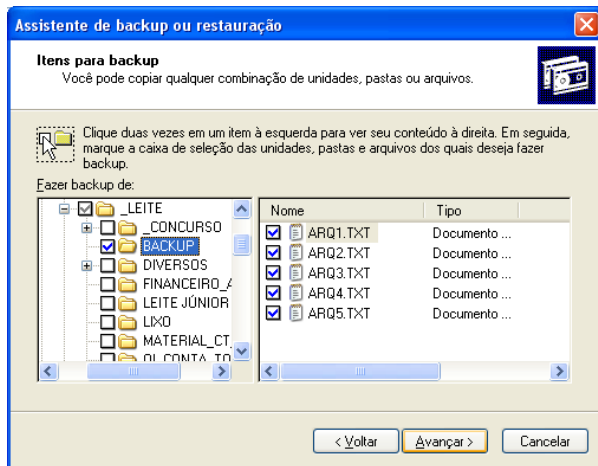 Assistente de backup ou restauração
Itens para backup
Você pode copiar qualquer combinação de unidades, pastas ou arquivos.
Clique duas vezes em um item à esquerda para ver seu conteúdo à direita. Em seguida,
marque a caixa de seleção das unidades, pastas e arquivos dos quais deseja fazer
backup.
Fazer backup de:
_LEITE
_CONCURSO
BACKUP
DIVERSOS
FINANCEIRO_A
LEITE JÚNIOR
LIXO
MATERIAL_CT_
OI_CONTA_TO
Nome Tipo
ARQ1.TXT Documento ...
ARQ2.TXT Documento ...
ARQ3.TXT Documento ...
ARQ4.TXT Documento ...
ARQ5.TXT Documento ...
< Voltar Avançar > Cancelar